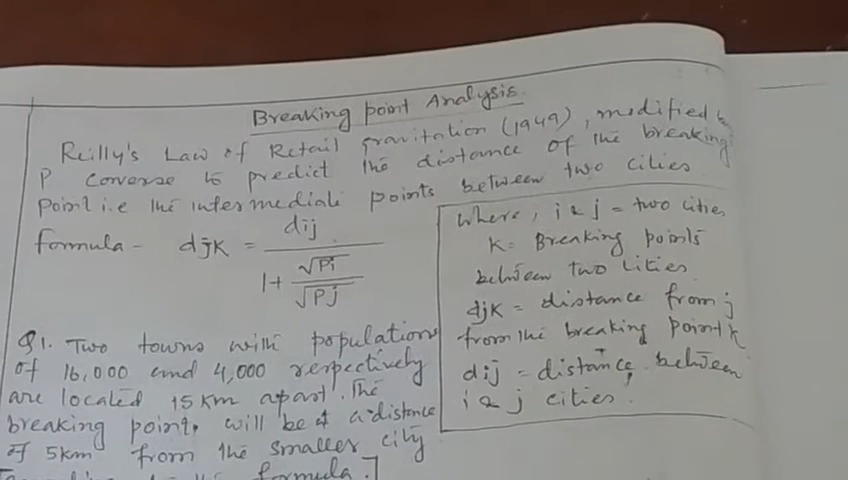 Breaking point Analysis
Reilly's Law of Retail gravitation (1949), modified by
P Converse to predict the distance of the breaking
point i.e the intermediate points between two cities
formula - djk = dij / 1 + √Pi / √Pj
Where, i & j = two cities
k = Breaking points
between two cities
djk = distance from j
from the breaking point k
dij = distance between
i & j cities.
Q1. Two towns with populations
of 16,000 and 4,000 respectively
are located 15 km apart. The
breaking point will be at a distance
of 5km from the smaller city
formula.]